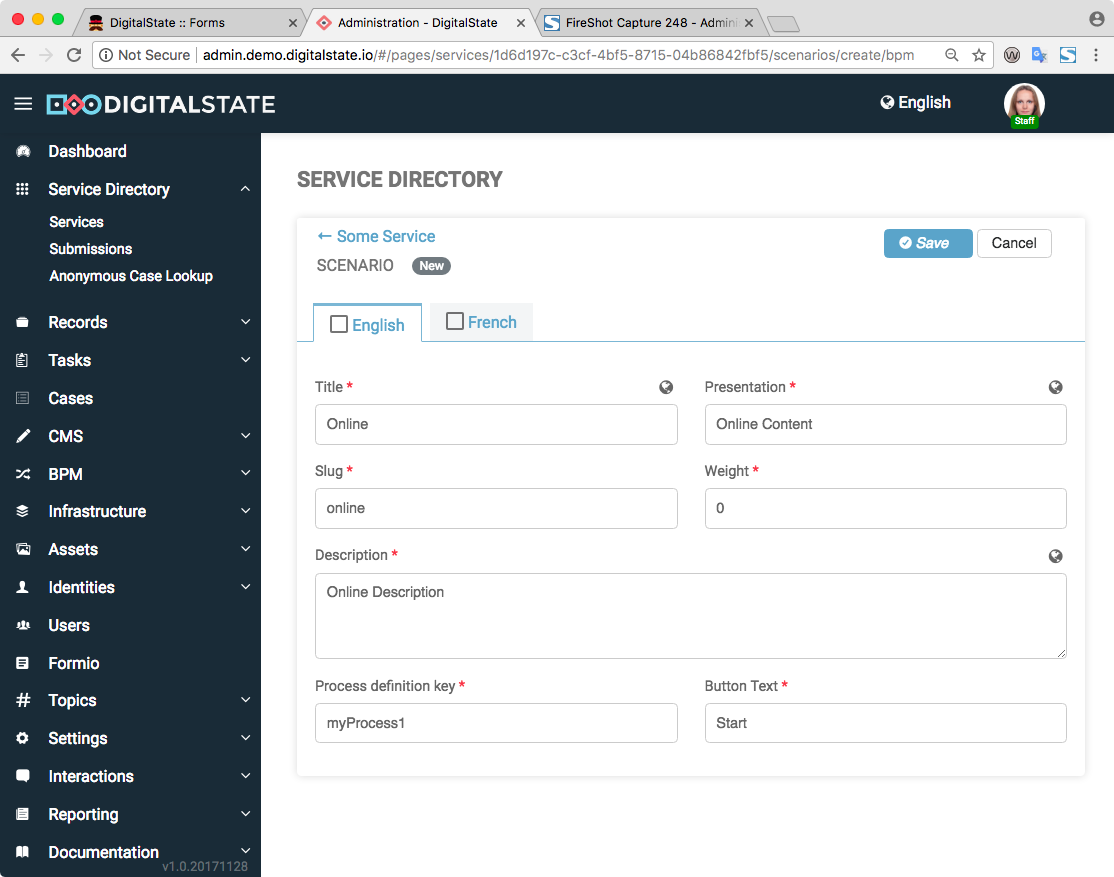 DigitalState :: Forms
Administration - DigitalState
FireShot Capture 248 - Admini
Not Secure
admin.demo.digitalstate.io/#/pages/services/1d6d197c-c3cf-4bf5-8715-04b86842fbf5/scenarios/create/bpm
DIGITALSTATE
English
Staff
Dashboard
Service Directory
Services
Submissions
Anonymous Case Lookup
Records
Tasks
Cases
CMS
BPM
Infrastructure
Assets
Identities
Users
Formio
Topics
Settings
Interactions
Reporting
Documentation
v1.0.20171128
SERVICE DIRECTORY
← Some Service
Save
Cancel
SCENARIO New
English
French
Title *
Presentation *
Online
Online Content
Slug *
Weight *
online
0
Description *
Online Description
Process definition key *
Button Text *
myProcess1
Start